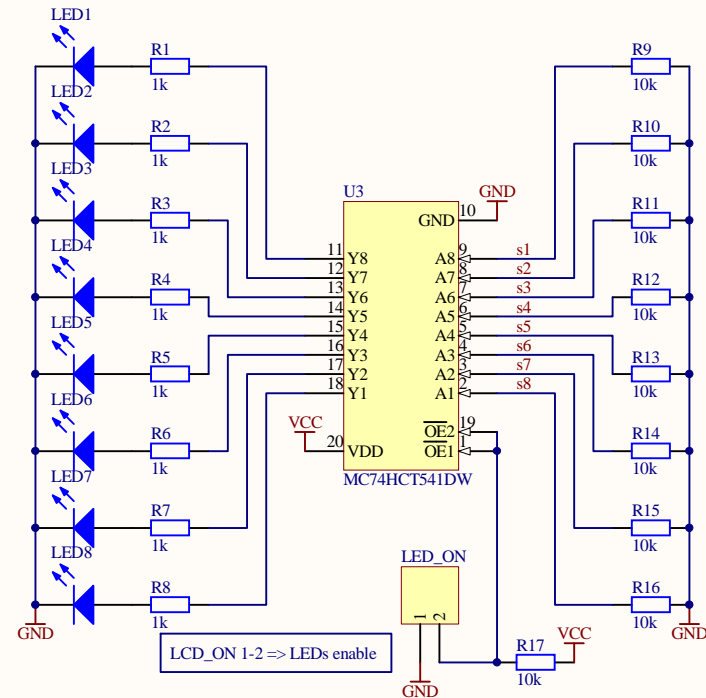 LED1
R1
1k
LED2
R2
1k
LED3
R3
1k
LED4
R4
1k
LED5
R5
1k
LED6
R6
1k
LED7
R7
1k
LED8
R8
1k
GND
U3
GND 10
GND
11 Y8 A8 9 s1
12 Y7 A7 8 s2
13 Y6 A6 7 s3
14 Y5 A5 6 s4
15 Y4 A4 5 s5
16 Y3 A3 4 s6
17 Y2 A2 3 s7
18 Y1 A1 2 s8
OE2 19
VCC
20 VDD OE1 1
MC74HCT541DW
R9
10k
R10
10k
R11
10k
R12
10k
R13
10k
R14
10k
R15
10k
R16
10k
GND
LED_ON
1 2
GND
R17
10k
VCC
LCD_ON 1-2 => LEDs enable